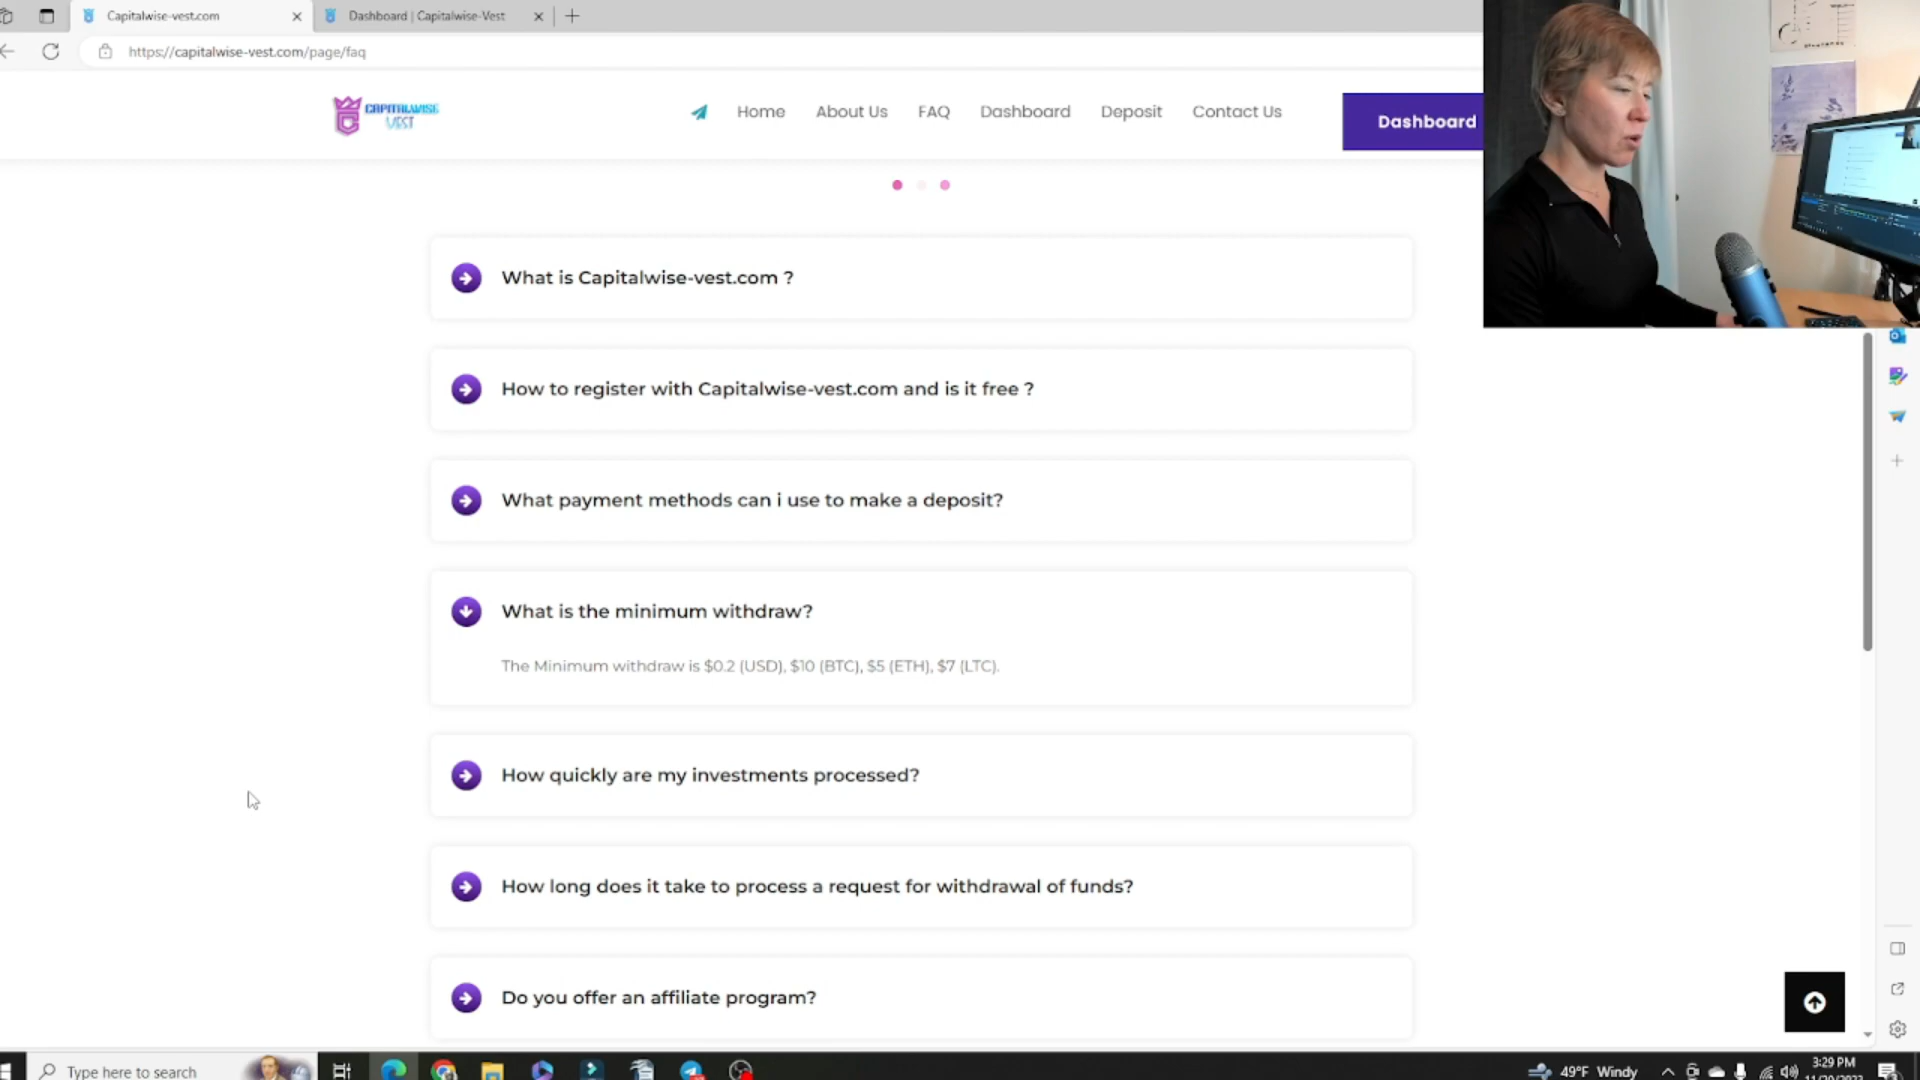 Capitalwise-vest.com
Dashboard | Capitalwise-Vest
https://capitalwise-vest.com/page/faq
CAPITALWISE
VEST
Home
About Us
FAQ
Dashboard
Deposit
Contact Us
Dashboard
What is Capitalwise-vest.com ?
How to register with Capitalwise-vest.com and is it free ?
What payment methods can i use to make a deposit?
What is the minimum withdraw?
The Minimum withdraw is $0.2 (USD), $10 (BTC), $5 (ETH), $7 (LTC).
How quickly are my investments processed?
How long does it take to process a request for withdrawal of funds?
Do you offer an affiliate program?
Type here to search
49°F Windy
3:29 PM